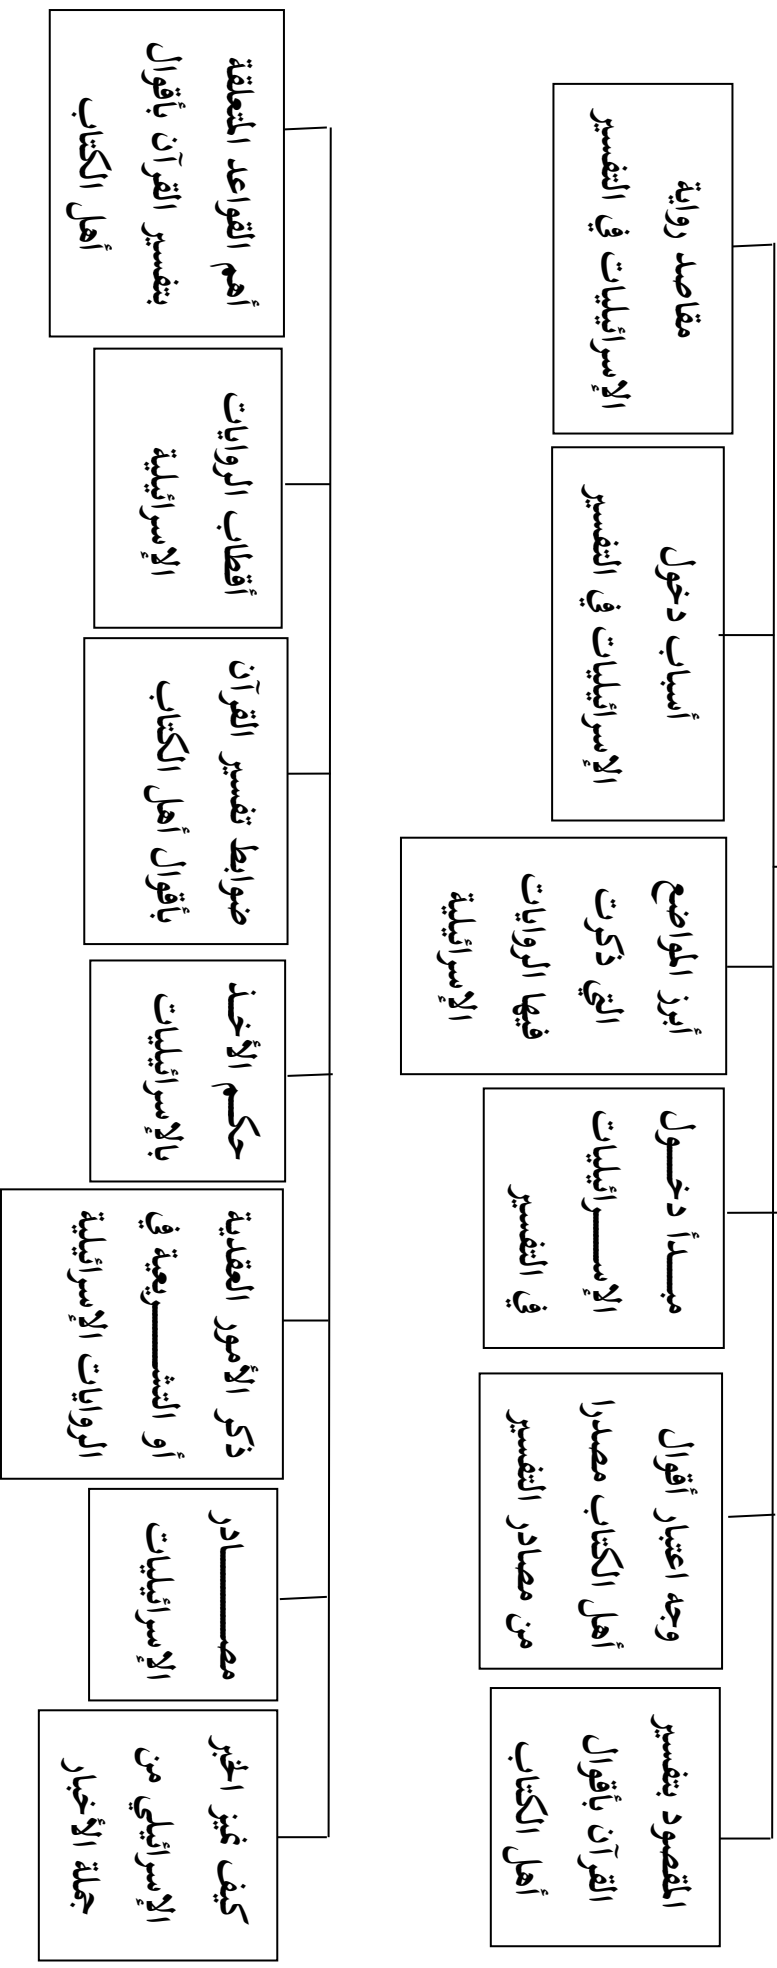 المقصود بتفسير
القرآن بأقوال
أهل الكتاب
وجه اعتبار أقوال
أهل الكتاب مصدرا
من مصادر التفسير
مبدأ دخول
الإسرائيليات
في التفسير
أبرز المواضع
التي ذكرت
فيها الروايات
الإسرائيلية
أسباب دخول
الإسرائيليات في التفسير
مقاصد رواية
الإسرائيليات في التفسير
كيف نميز الخبر
الإسرائيلي من
جملة الأخبار
مصادر
الإسرائيليات
ذكر الأمور العقدية
أو التشريعية في
الروايات الإسرائيلية
حكم الأخذ
بالإسرائيليات
ضوابط تفسير القرآن
بأقوال أهل الكتاب
أقطاب الروايات
الإسرائيلية
أهم القواعد المتعلقة
بتفسير القرآن بأقوال
أهل الكتاب